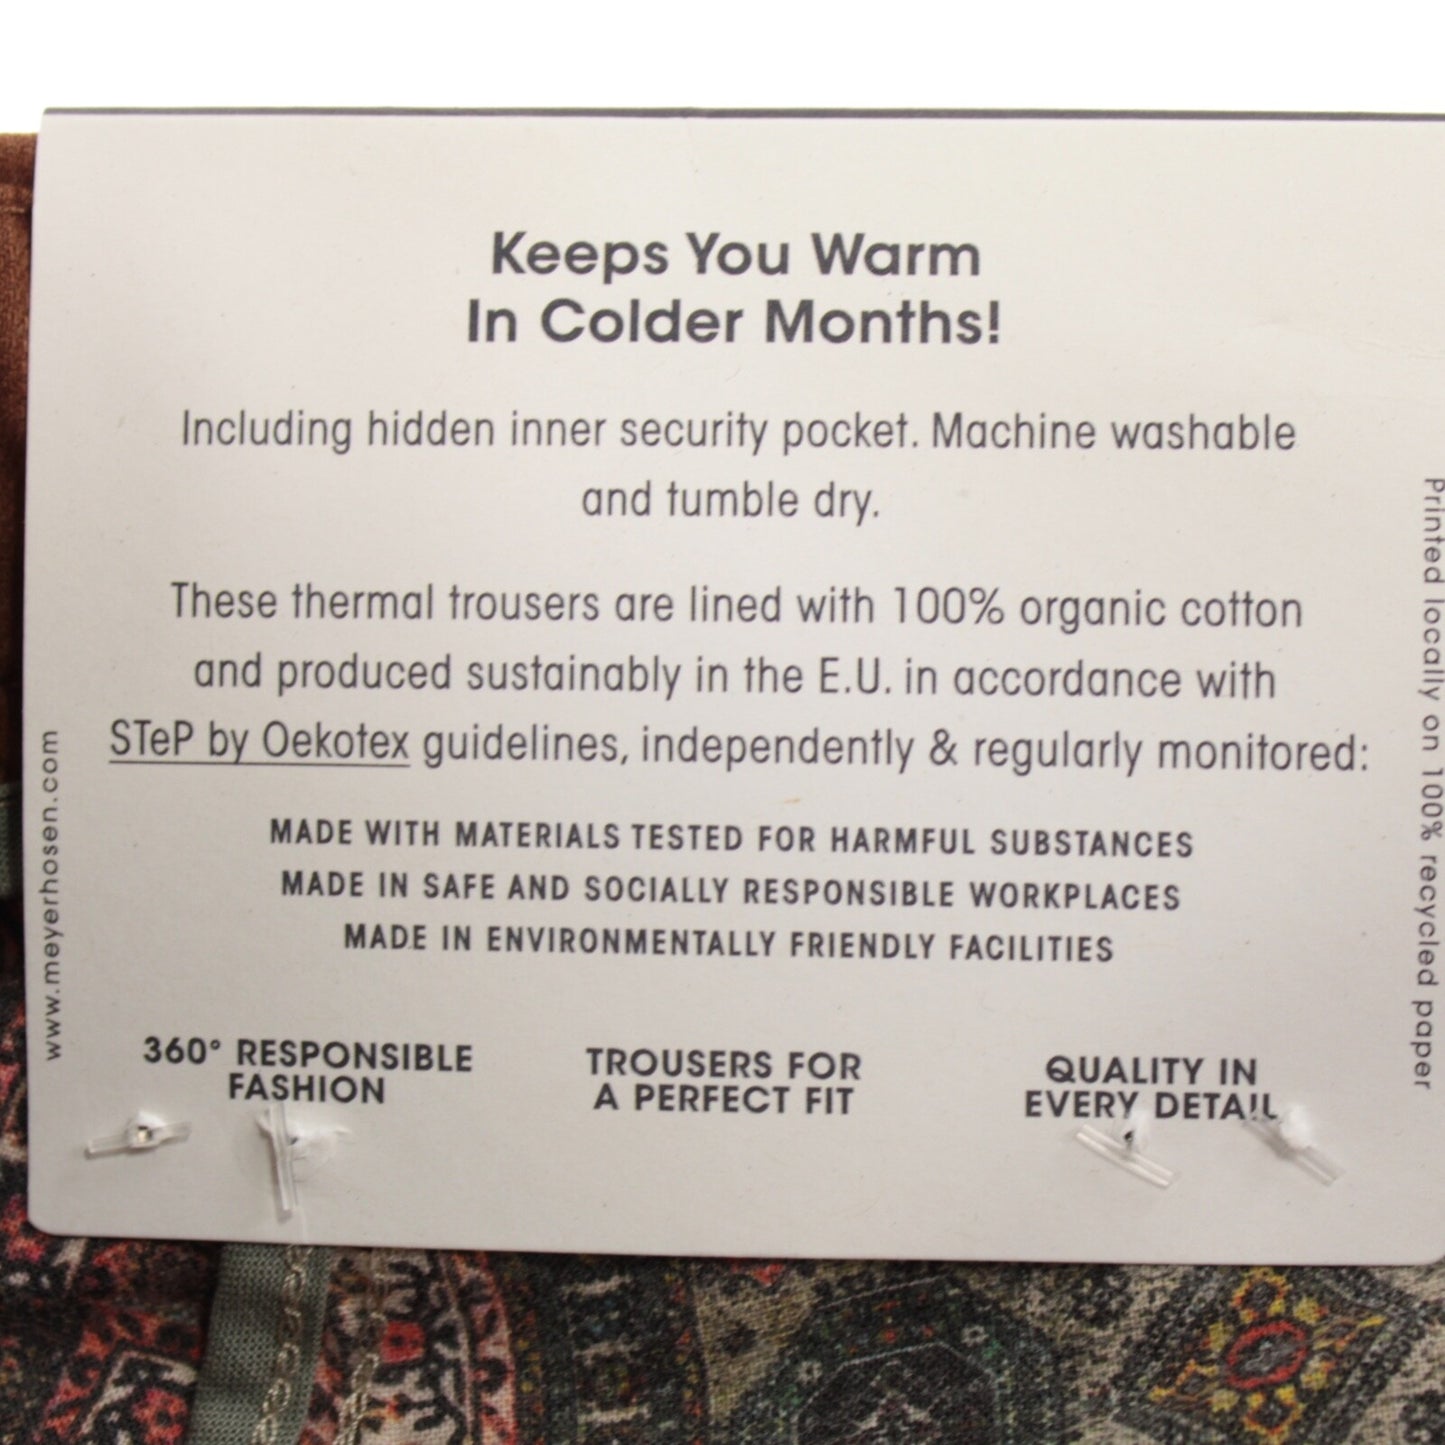 Keeps You Warm
In Colder Months!
Including hidden inner security pocket. Machine washable
and tumble dry.
These thermal trousers are lined with 100% organic cotton
and produced sustainably in the E.U. in accordance with
STeP by Oekotex guidelines, independently & regularly monitored:
MADE WITH MATERIALS TESTED FOR HARMFUL SUBSTANCES
MADE IN SAFE AND SOCIALLY RESPONSIBLE WORKPLACES
MADE IN ENVIRONMENTALLY FRIENDLY FACILITIES
360° RESPONSIBLE
FASHION
TROUSERS FOR
A PERFECT FIT
QUALITY IN
EVERY DETAIL
www.meyerhosen.com
Printed locally on 100% recycled paper